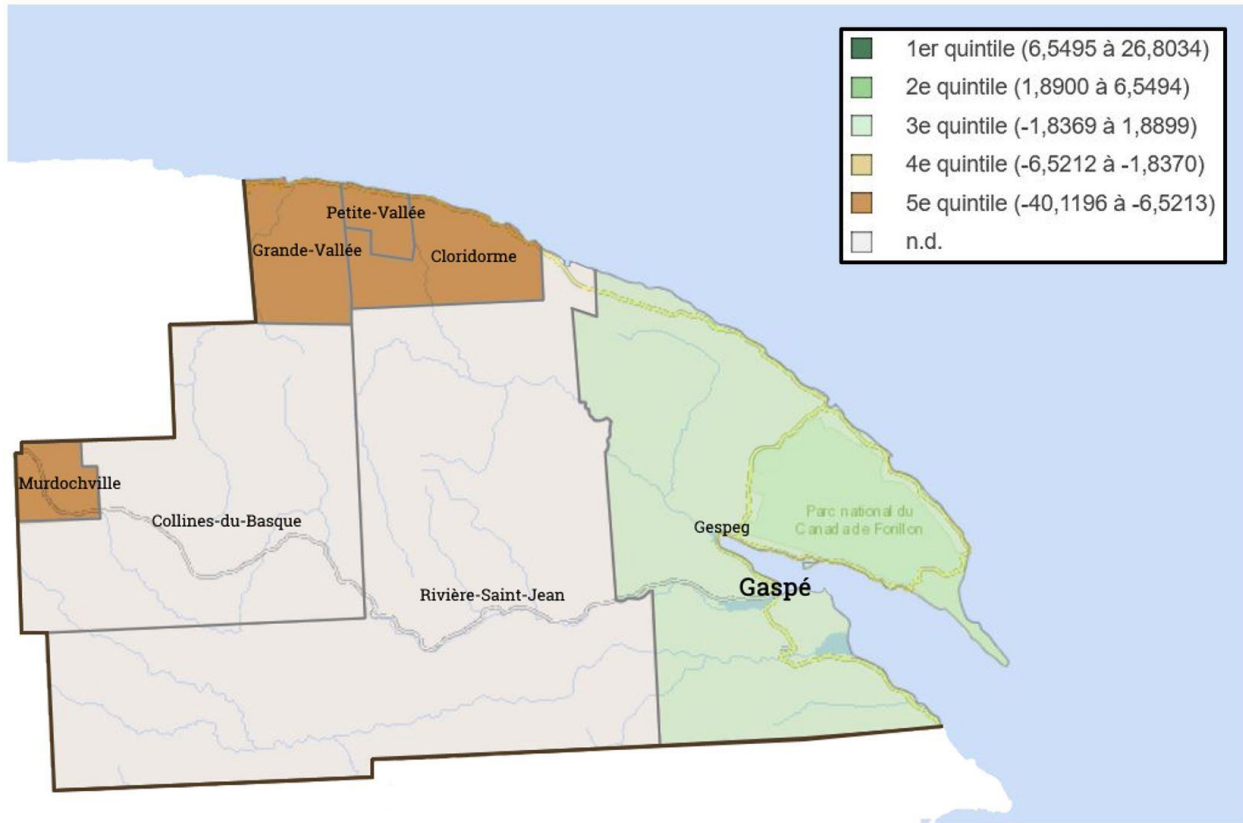 1er quintile (6,5495 à 26,8034)
2e quintile (1,8900 à 6,5494)
3e quintile (-1,8369 à 1,8899)
4e quintile (-6,5212 à -1,8370)
5e quintile (-40,1196 à -6,5213)
n.d.
Petite-Vallée
Grande-Vallée
Cloridorme
Murdochville
Collines-du-Basque
Parc national du
Canada de Forillon
Gespeg
Gaspé
Rivière-Saint-Jean